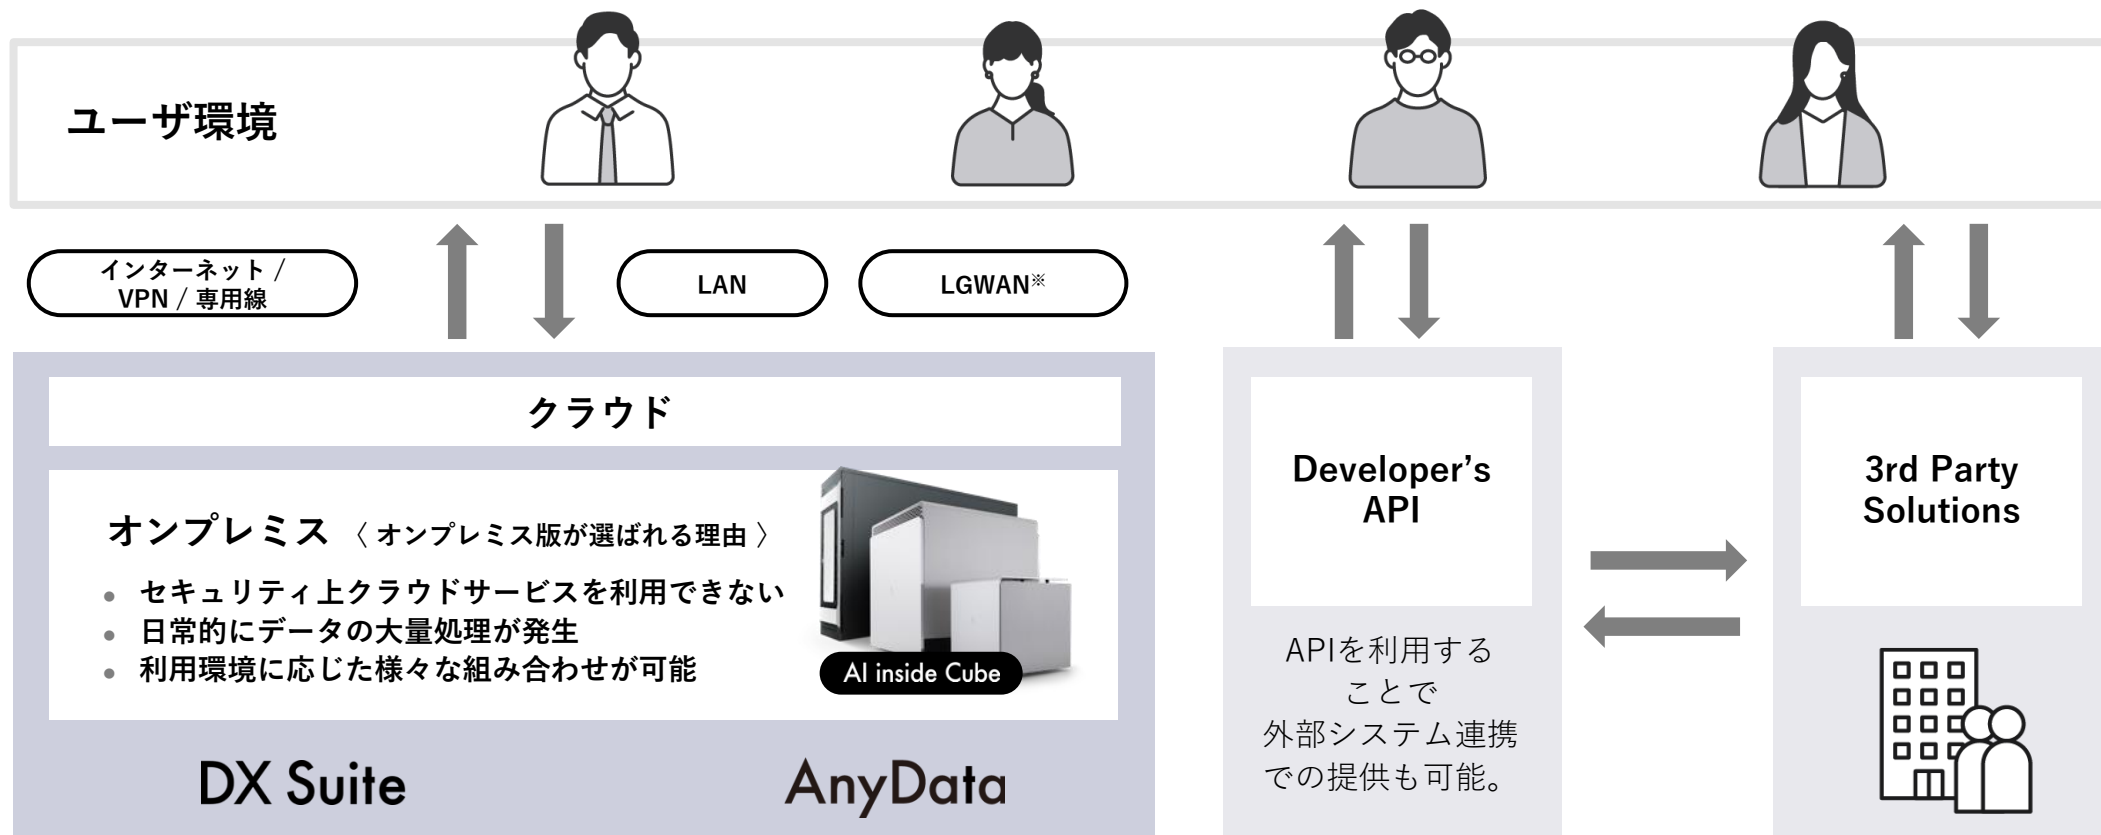 ユーザ環境
インターネット /
VPN / 専用線
LAN
LGWAN※
クラウド
オンプレミス 〈 オンプレミス版が選ばれる理由 〉
● セキュリティ上クラウドサービスを利用できない
● 日常的にデータの大量処理が発生
● 利用環境に応じた様々な組み合わせが可能
AI inside Cube
DX Suite
AnyData
Developer’s
API
APIを利用する
ことで
外部システム連携
での提供も可能。
3rd Party
Solutions